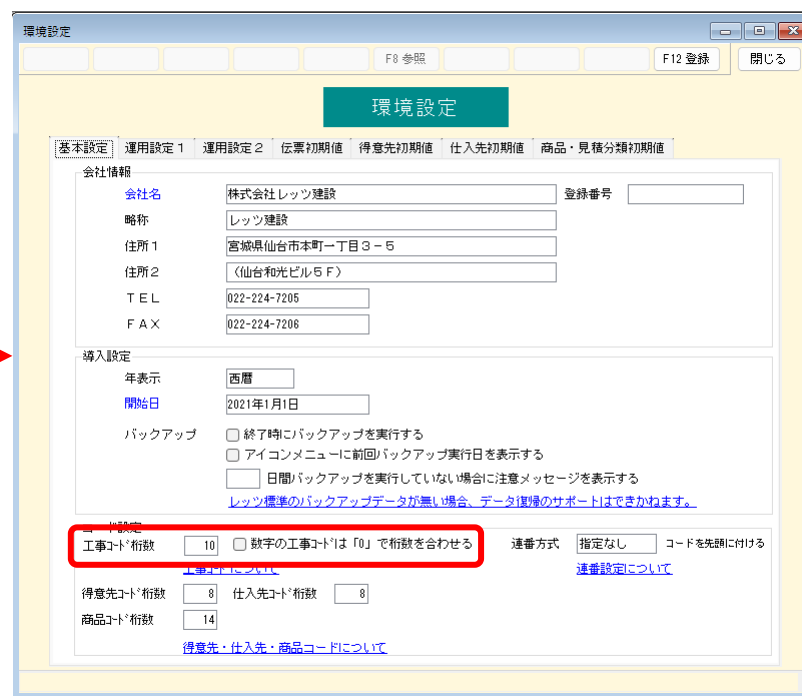 環境設定
F8 参照 F12 登録 閉じる
環境設定
基本設定 運用設定1 運用設定2 伝票初期値 得意先初期値 仕入先初期値 商品・見積分類初期値
会社情報
会社名 株式会社レッツ建設 登録番号
略称 レッツ建設
住所1 宮城県仙台市本町一丁目3-5
住所2 (仙台和光ビル5F)
TEL 022-224-7205
FAX 022-224-7206
導入設定
年表示 西暦
開始日 2021年1月1日
バックアップ 終了時にバックアップを実行する
アイコンメニューに前回バックアップ実行日を表示する
日間バックアップを実行していない場合に注意メッセージを表示する
レッツ標準のバックアップデータが無い場合、データ復帰のサポートはできかねます。
コード設定
工事コード桁数 10 数字の工事コードは「0」で桁数を合わせる 連番方式 指定なし コードを先頭に付ける
工事コードについて 連番設定について
得意先コード桁数 8 仕入先コード桁数 8
商品コード桁数 14
得意先・仕入先・商品コードについて